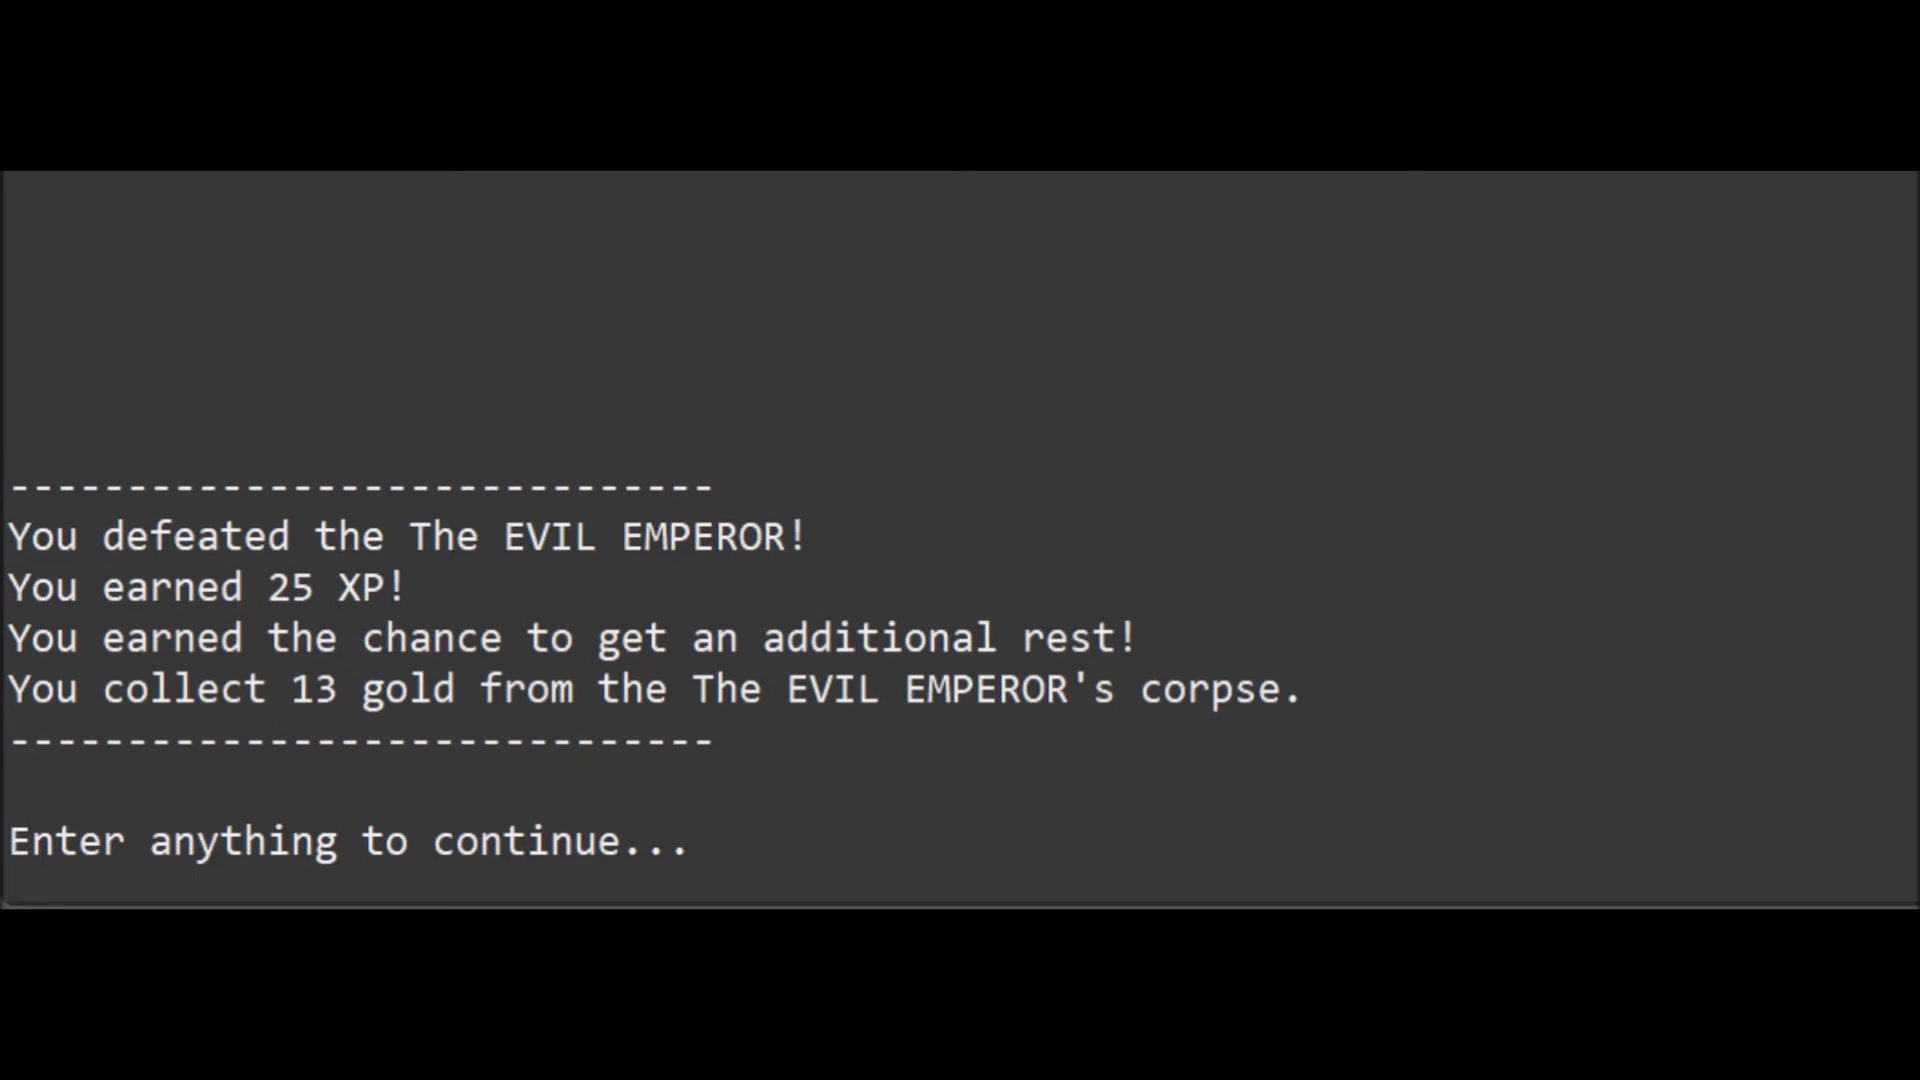 ------------------------------
You defeated the The EVIL EMPEROR!
You earned 25 XP!
You earned the chance to get an additional rest!
You collect 13 gold from the The EVIL EMPEROR's corpse.
------------------------------
Enter anything to continue...